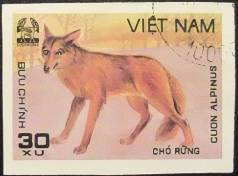 VIỆT NAM
BƯU CHÍNH
30
XU
CHÓ RỪNG
CUON ALPINUS